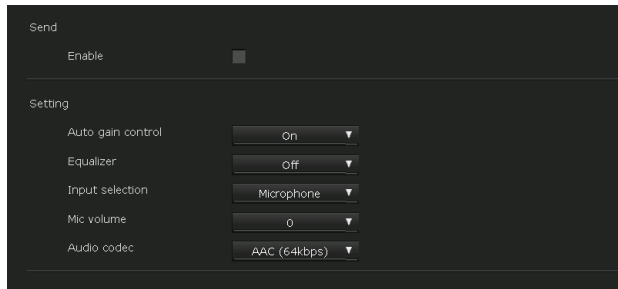 Send
Enable
Setting
Auto gain control On
Equalizer Off
Input selection Microphone
Mic volume 0
Audio codec AAC (64kbps)